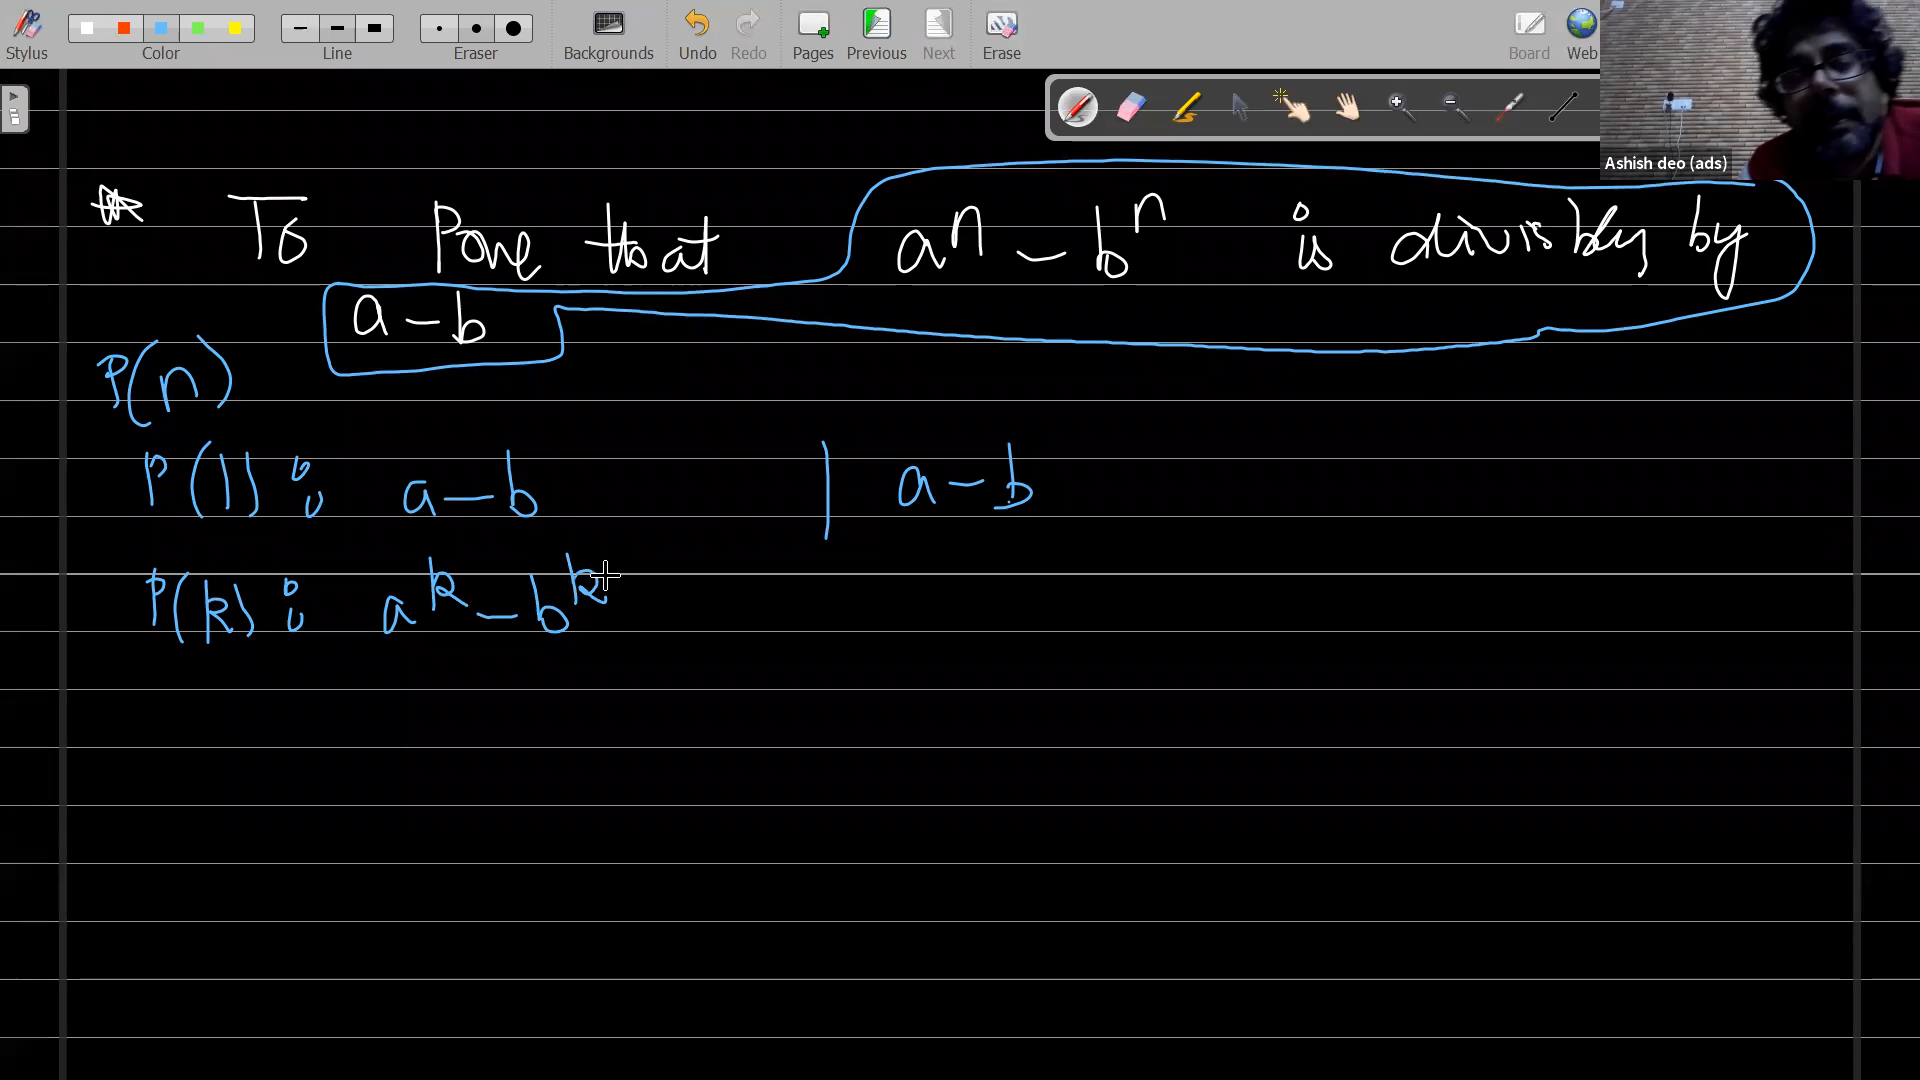 Stylus Color Line Eraser Backgrounds Undo Redo Pages Previous Next Erase Board Web
Ashish deo (ads)
To Prove that a^n - b^n is divisibly by
a - b
P(n)
P(1) : a - b | a - b
P(k) : a^k - b^k